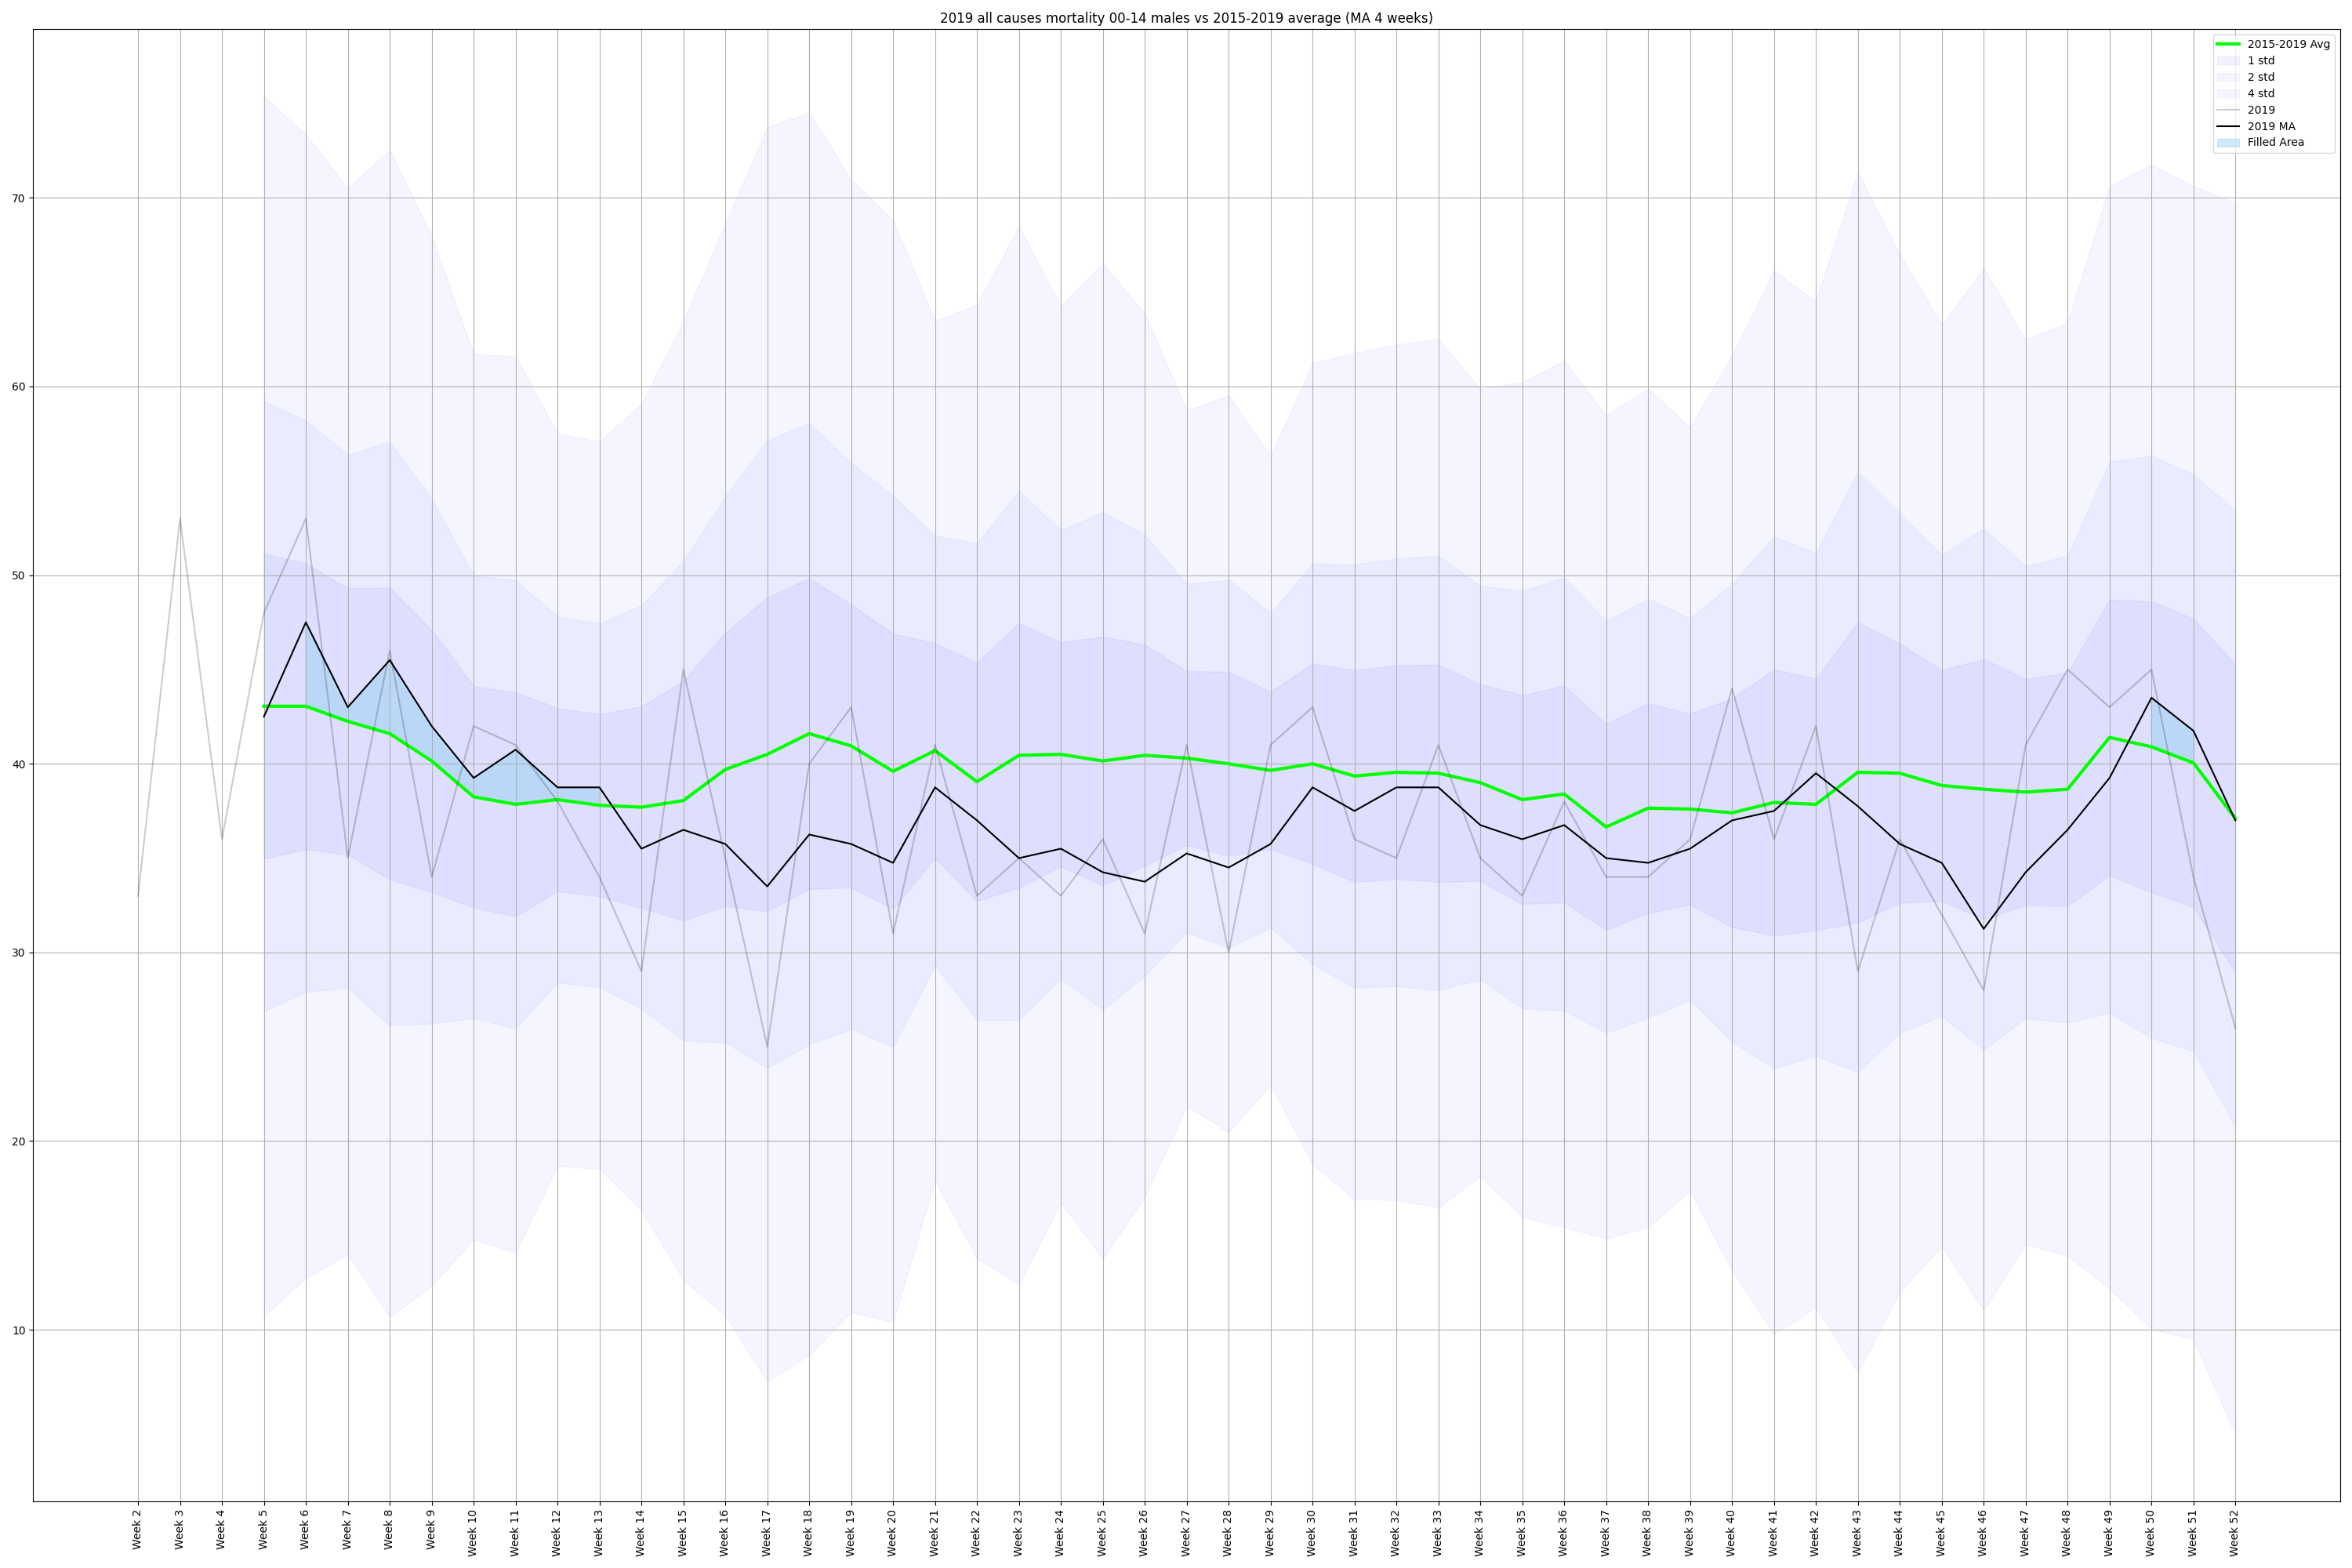 2019 all causes mortality 00-14 males vs 2015-2019 average (MA 4 weeks)
2015-2019 Avg
1 std
2 std
4 std
2019
2019 MA
Filled Area
70
60
50
40
30
20
10
Week 2
Week 3
Week 4
Week 5
Week 6
Week 7
Week 8
Week 9
Week 10
Week 11
Week 12
Week 13
Week 14
Week 15
Week 16
Week 17
Week 18
Week 19
Week 20
Week 21
Week 22
Week 23
Week 24
Week 25
Week 26
Week 27
Week 28
Week 29
Week 30
Week 31
Week 32
Week 33
Week 34
Week 35
Week 36
Week 37
Week 38
Week 39
Week 40
Week 41
Week 42
Week 43
Week 44
Week 45
Week 46
Week 47
Week 48
Week 49
Week 50
Week 51
Week 52